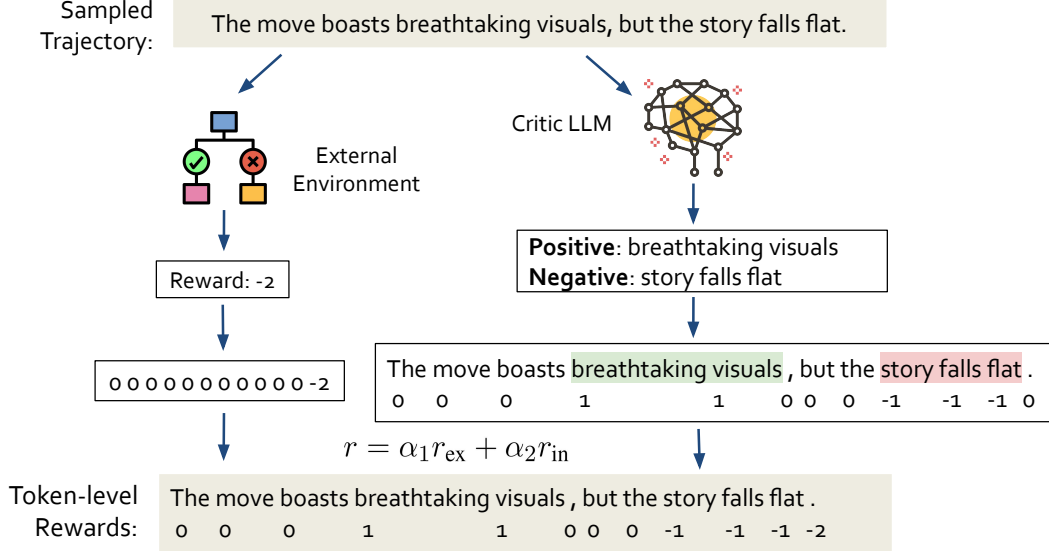 Sampled
Trajectory:
The move boasts breathtaking visuals, but the story falls flat.
Critic LLM
External
Environment
Positive: breathtaking visuals
Negative: story falls flat
Reward: -2
The move boasts breathtaking visuals , but the story falls flat .
0 0 0 1 1 0 0 0 -1 -1 -1 0
0 0 0 0 0 0 0 0 0 0 0 -2
r = α₁r_ex + α₂r_in
Token-level
Rewards:
The move boasts breathtaking visuals , but the story falls flat .
0 0 0 1 1 0 0 0 -1 -1 -1 -2